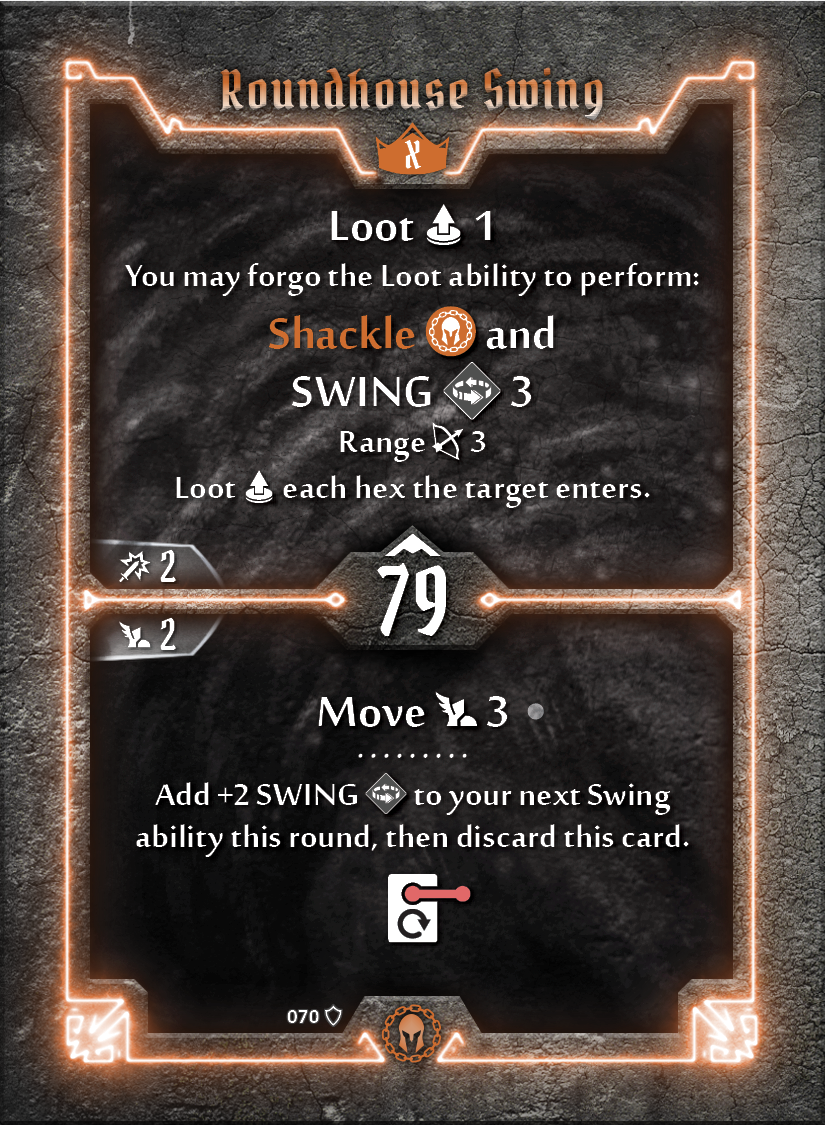 Roundhouse Swing
X
Loot 1
You may forgo the Loot ability to perform:
Shackle and
SWING 3
Range 3
Loot each hex the target enters.
2
79
2
Move 3
Add +2 SWING to your next Swing
ability this round, then discard this card.
070